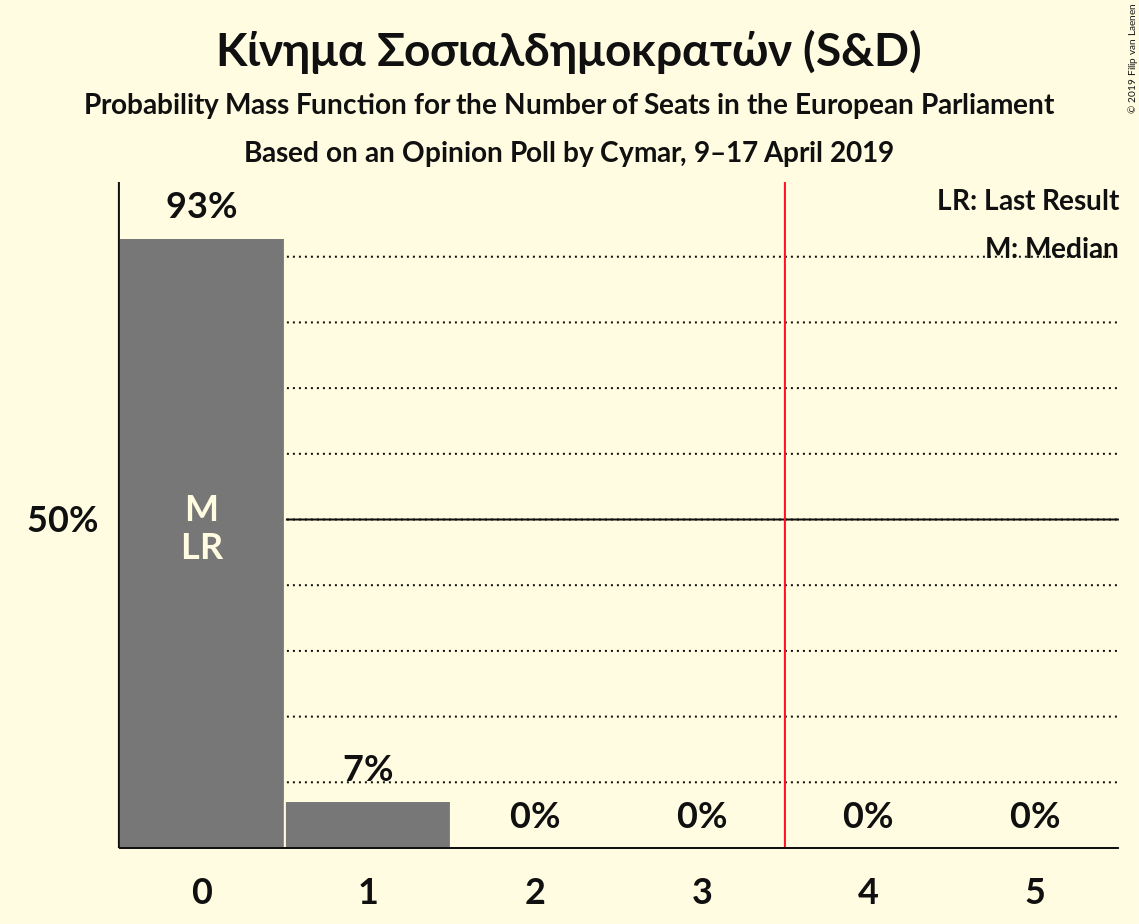 Κίνημα Σοσιαλδημοκρατών (S&D)
Probability Mass Function for the Number of Seats in the European Parliament
Based on an Opinion Poll by Cymar, 9–17 April 2019
© 2019 Filip van Laenen
LR: Last Result
M: Median
93%
M
LR
50%
7%
0%
0%
0%
0%
0
1
2
3
4
5